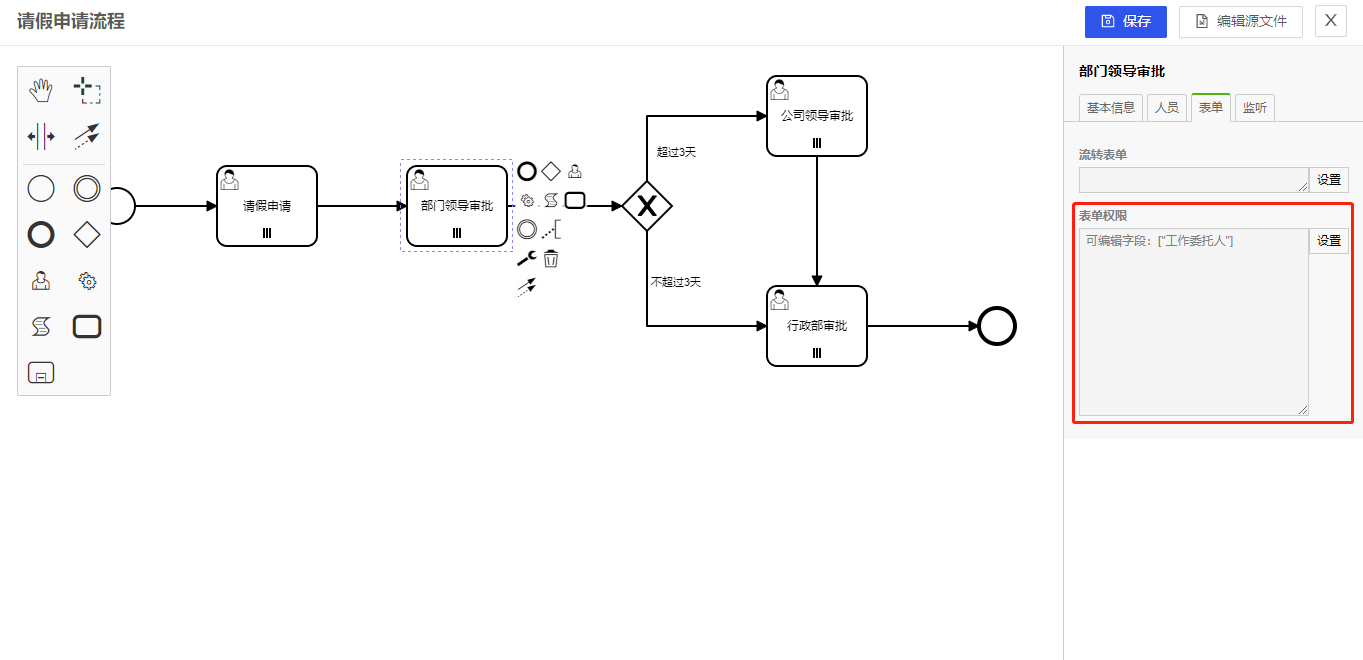 请假申请流程
保存
编辑源文件
X
部门领导审批
基本信息
人员
表单
监听
流转表单
设置
表单权限
可编辑字段: ["工作委托人"]
设置
请假申请
部门领导审批
超过3天
不超过3天
公司领导审批
行政部审批